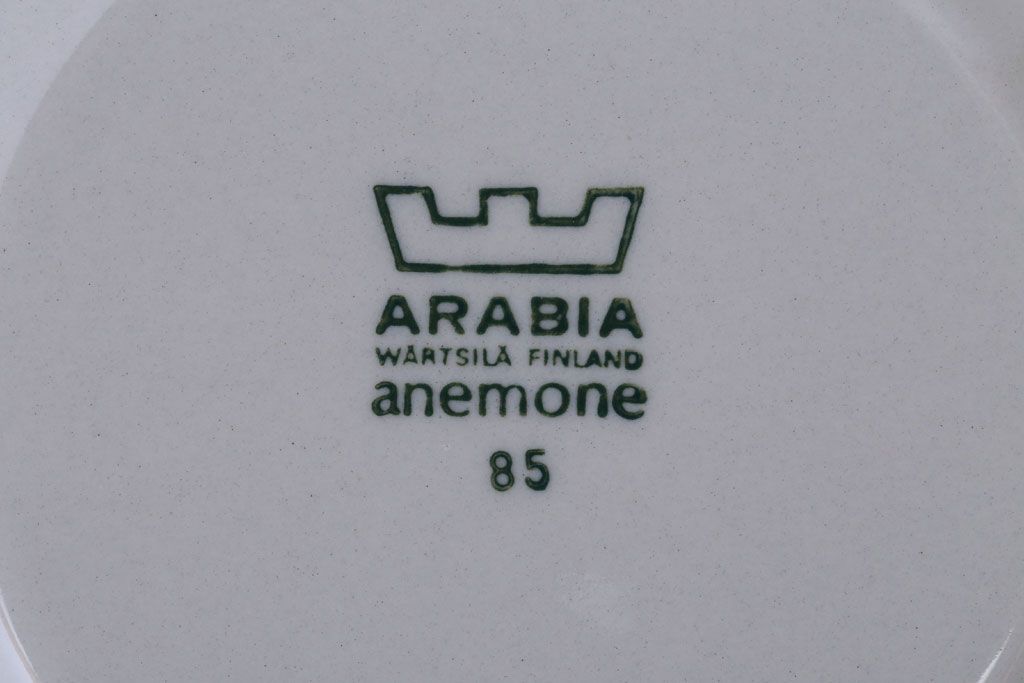 ARABIA
WÄRTSILÄ FINLAND
anemone
85